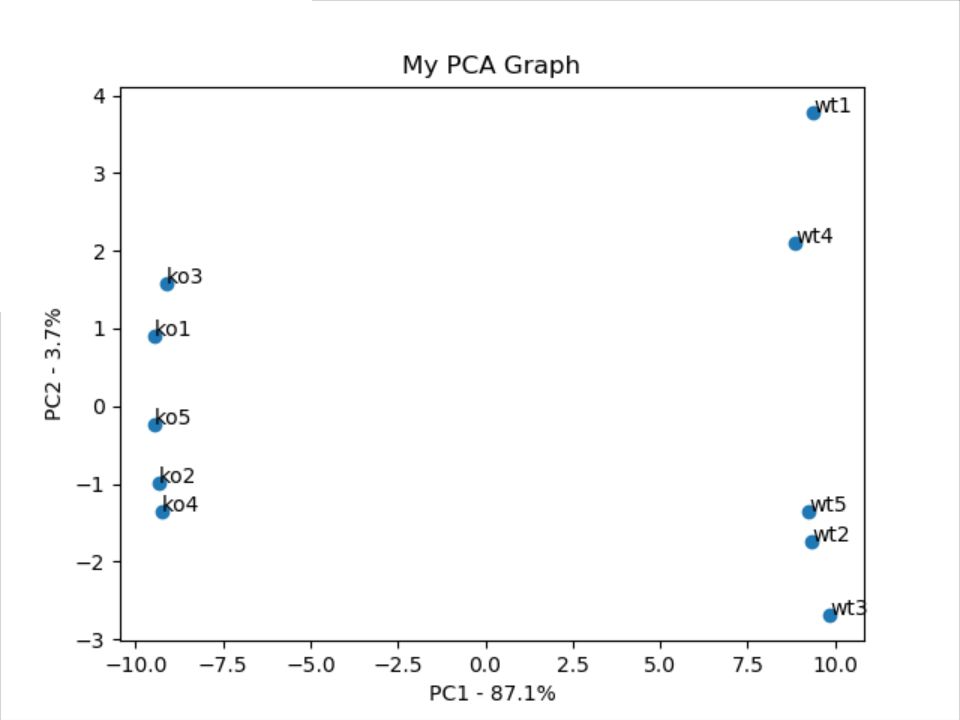 My PCA Graph
4
wt1
3
wt4
2
ko3
1
ko1
0
ko5
ko2
−1
ko4
wt5
wt2
−2
wt3
−3
PC2 - 3.7%
−10.0 −7.5 −5.0 −2.5 0.0 2.5 5.0 7.5 10.0
PC1 - 87.1%